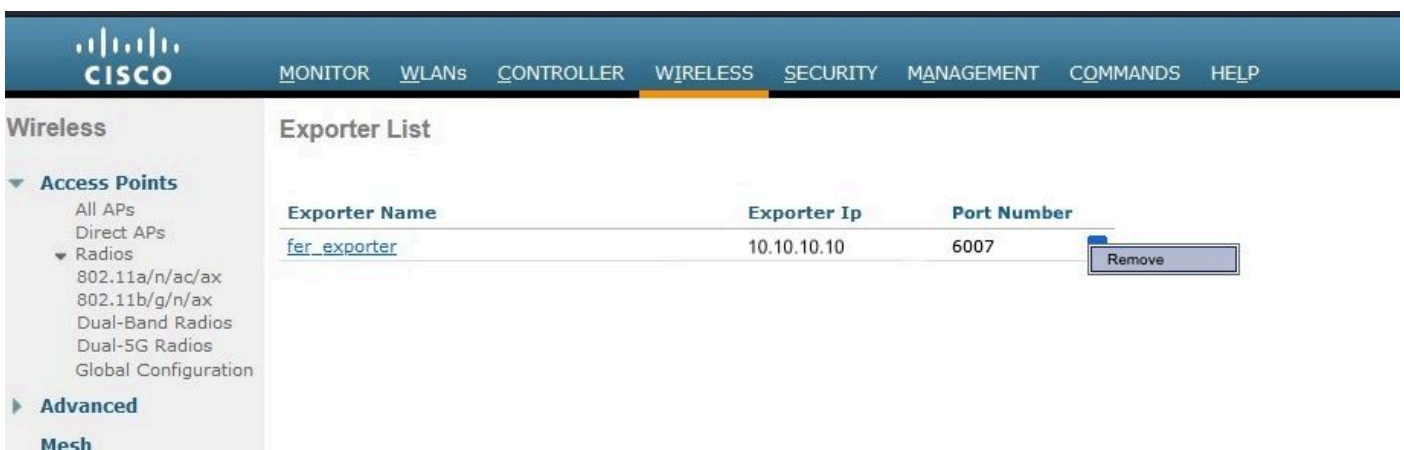 CISCO
MONITOR WLANs CONTROLLER WIRELESS SECURITY MANAGEMENT COMMANDS HELP
Wireless
Access Points
All APs
Direct APs
Radios
802.11a/n/ac/ax
802.11b/g/n/ax
Dual-Band Radios
Dual-5G Radios
Global Configuration
Advanced
Mesh
Exporter List
Exporter Name Exporter Ip Port Number
fer_exporter 10.10.10.10 6007
Remove